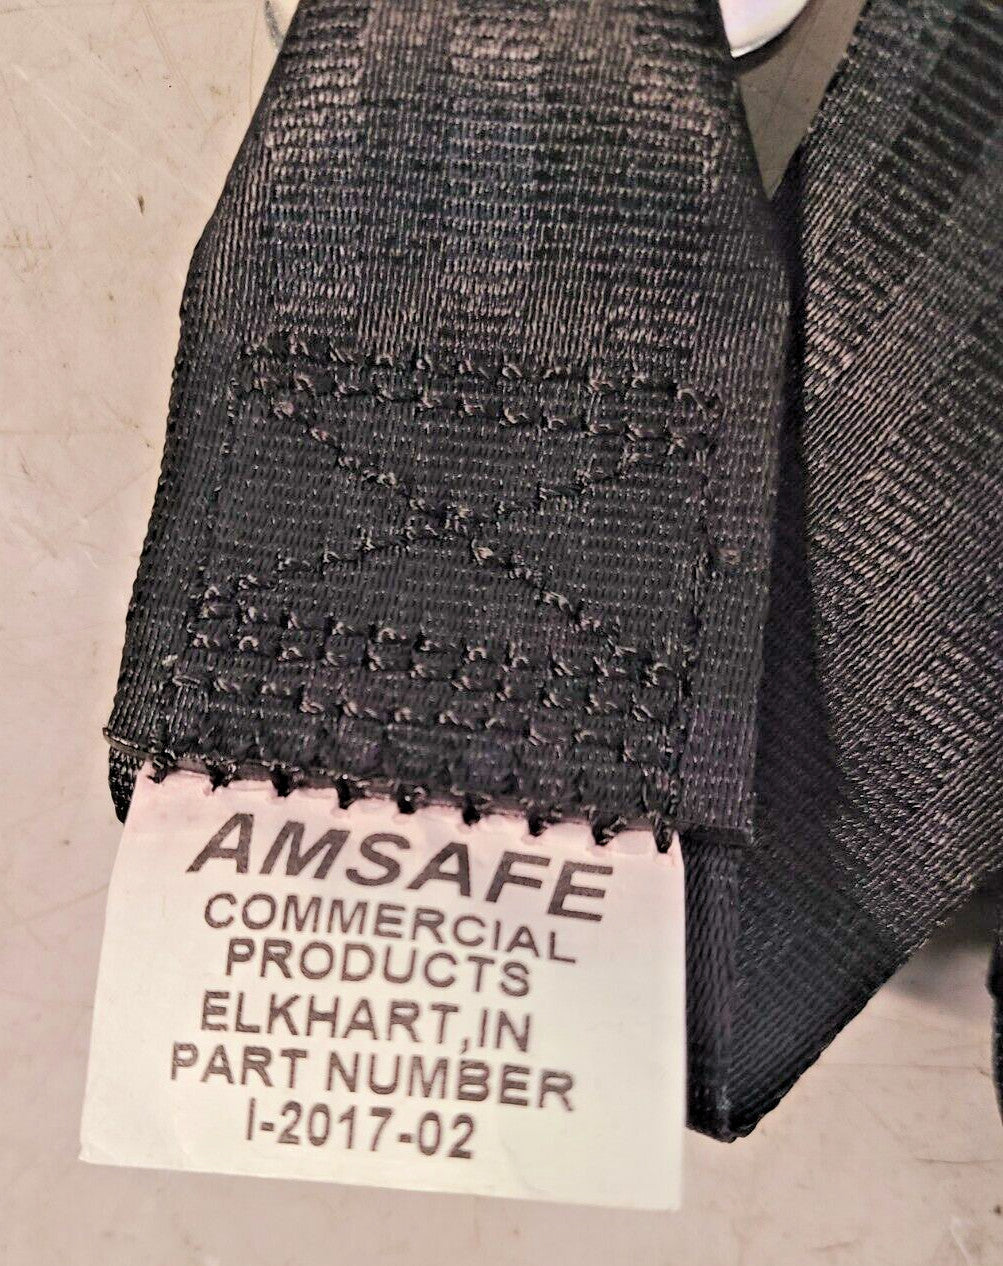 AMSAFE
COMMERCIAL
PRODUCTS
ELKHART,IN
PART NUMBER
I-2017-02